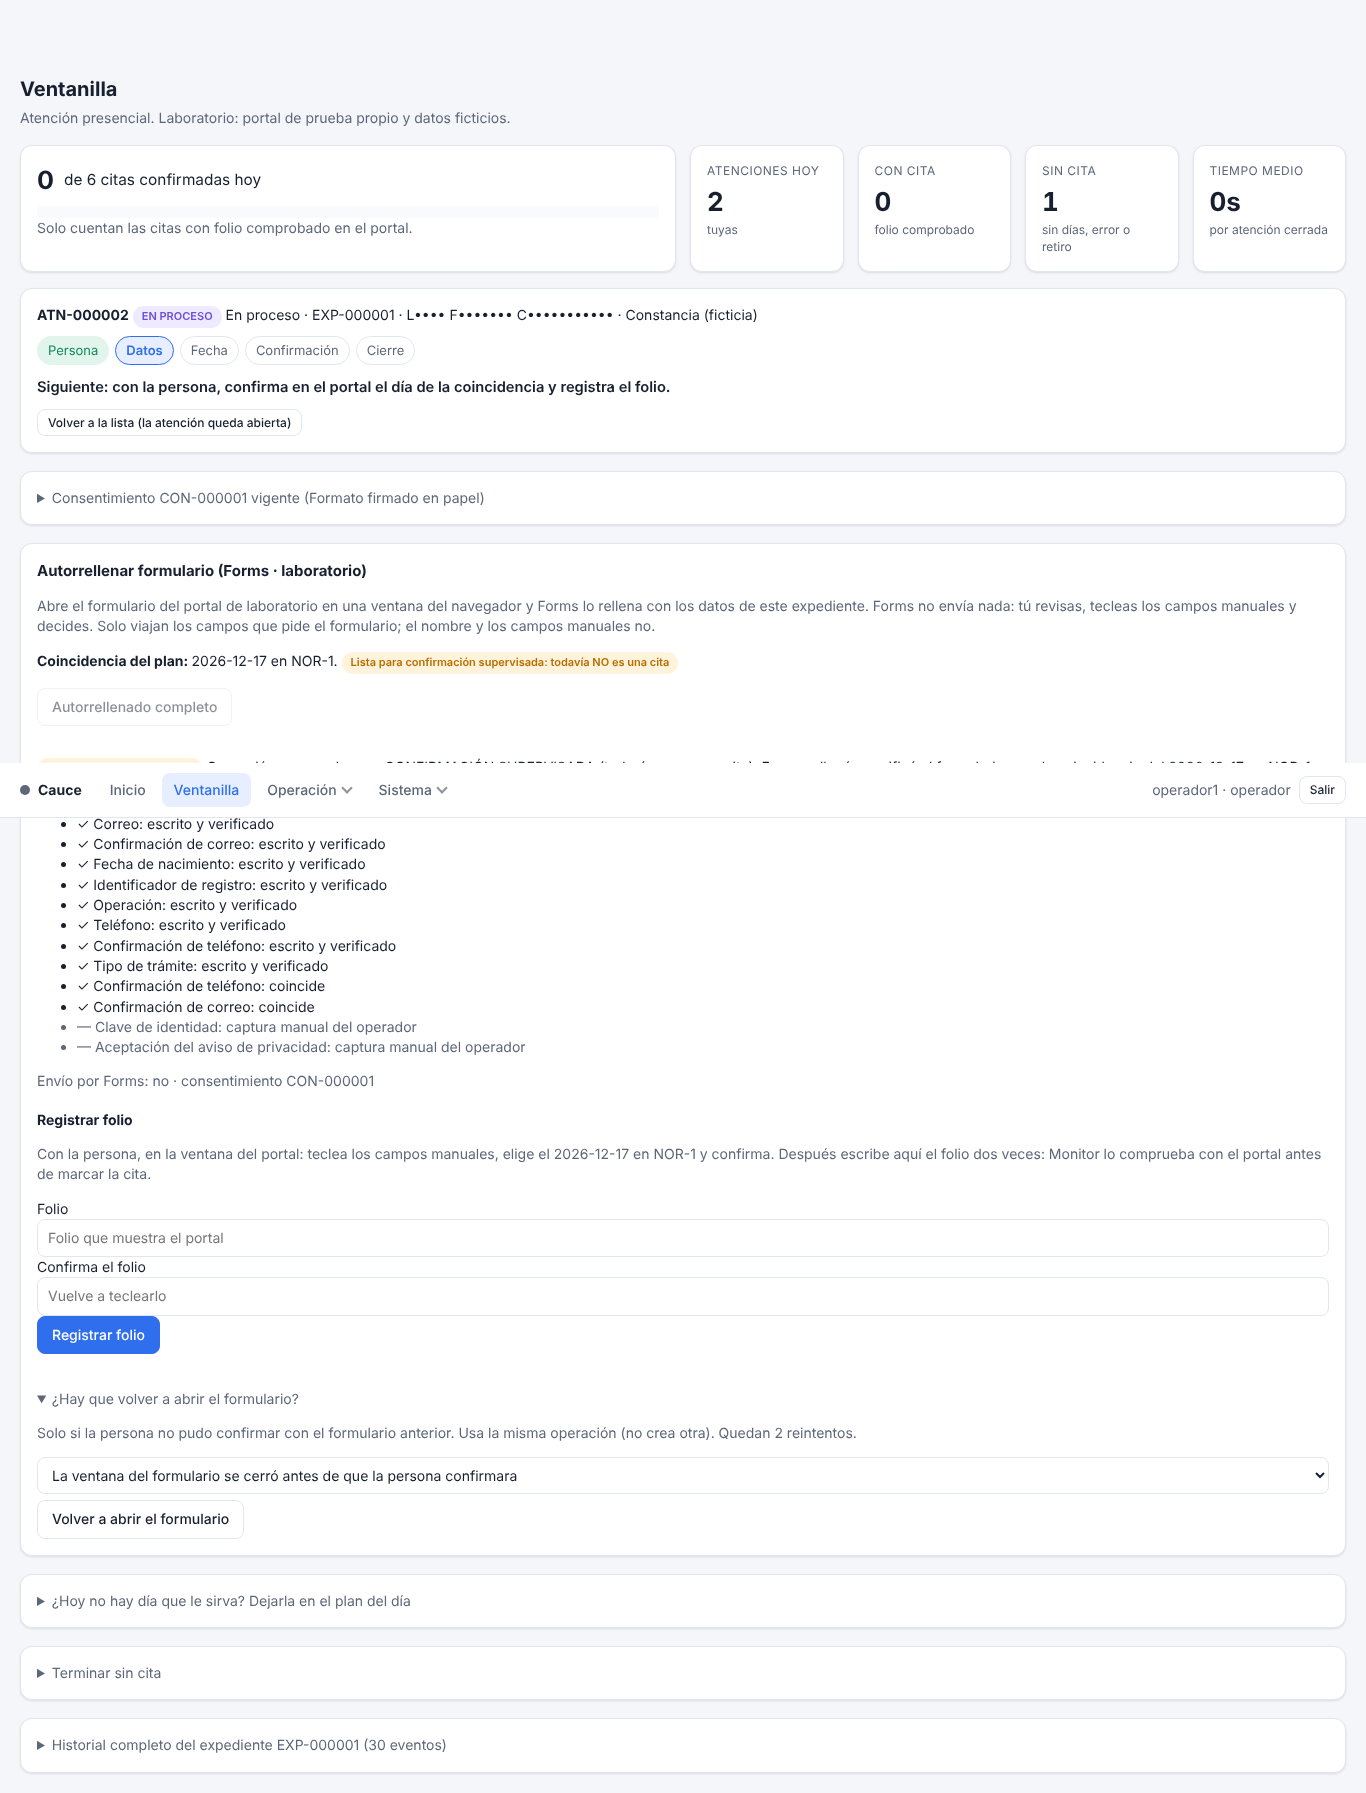 Ventanilla
Atención presencial. Laboratorio: portal de prueba propio y datos ficticios.
0 de 6 citas confirmadas hoy
Solo cuentan las citas con folio comprobado en el portal.
ATENCIONES HOY
2
tuyas
CON CITA
0
folio comprobado
SIN CITA
1
sin días, error o
retiro
TIEMPO MEDIO
0s
por atención cerrada
ATN-000002 EN PROCESO En proceso · EXP-000001 · L•••• F••••••• C••••••••••• · Constancia (ficticia)
Persona Datos Fecha Confirmación Cierre
Siguiente: con la persona, confirma en el portal el día de la coincidencia y registra el folio.
Volver a la lista (la atención queda abierta)
▶ Consentimiento CON-000001 vigente (Formato firmado en papel)
Autorrellenar formulario (Forms · laboratorio)
Abre el formulario del portal de laboratorio en una ventana del navegador y Forms lo rellena con los datos de este expediente. Forms no envía nada: tú revisas, tecleas los campos manuales y
decides. Solo viajan los campos que pide el formulario; el nombre y los campos manuales no.
Coincidencia del plan: 2026-12-17 en NOR-1. Lista para confirmación supervisada: todavía NO es una cita
Autorrellenado completo
Cauce Inicio Ventanilla Operación Sistema operador1 · operador Salir
• ✓ Correo: escrito y verificado
• ✓ Confirmación de correo: escrito y verificado
• ✓ Fecha de nacimiento: escrito y verificado
• ✓ Identificador de registro: escrito y verificado
• ✓ Operación: escrito y verificado
• ✓ Teléfono: escrito y verificado
• ✓ Confirmación de teléfono: escrito y verificado
• ✓ Tipo de trámite: escrito y verificado
• ✓ Confirmación de teléfono: coincide
• ✓ Confirmación de correo: coincide
• — Clave de identidad: captura manual del operador
• — Aceptación del aviso de privacidad: captura manual del operador
Envío por Forms: no · consentimiento CON-000001
Registrar folio
Con la persona, en la ventana del portal: teclea los campos manuales, elige el 2026-12-17 en NOR-1 y confirma. Después escribe aquí el folio dos veces: Monitor lo comprueba con el portal antes
de marcar la cita.
Folio
Folio que muestra el portal
Confirma el folio
Vuelve a teclearlo
Registrar folio
▼ ¿Hay que volver a abrir el formulario?
Solo si la persona no pudo confirmar con el formulario anterior. Usa la misma operación (no crea otra). Quedan 2 reintentos.
La ventana del formulario se cerró antes de que la persona confirmara
Volver a abrir el formulario
▶ ¿Hoy no hay día que le sirva? Dejarla en el plan del día
▶ Terminar sin cita
▶ Historial completo del expediente EXP-000001 (30 eventos)